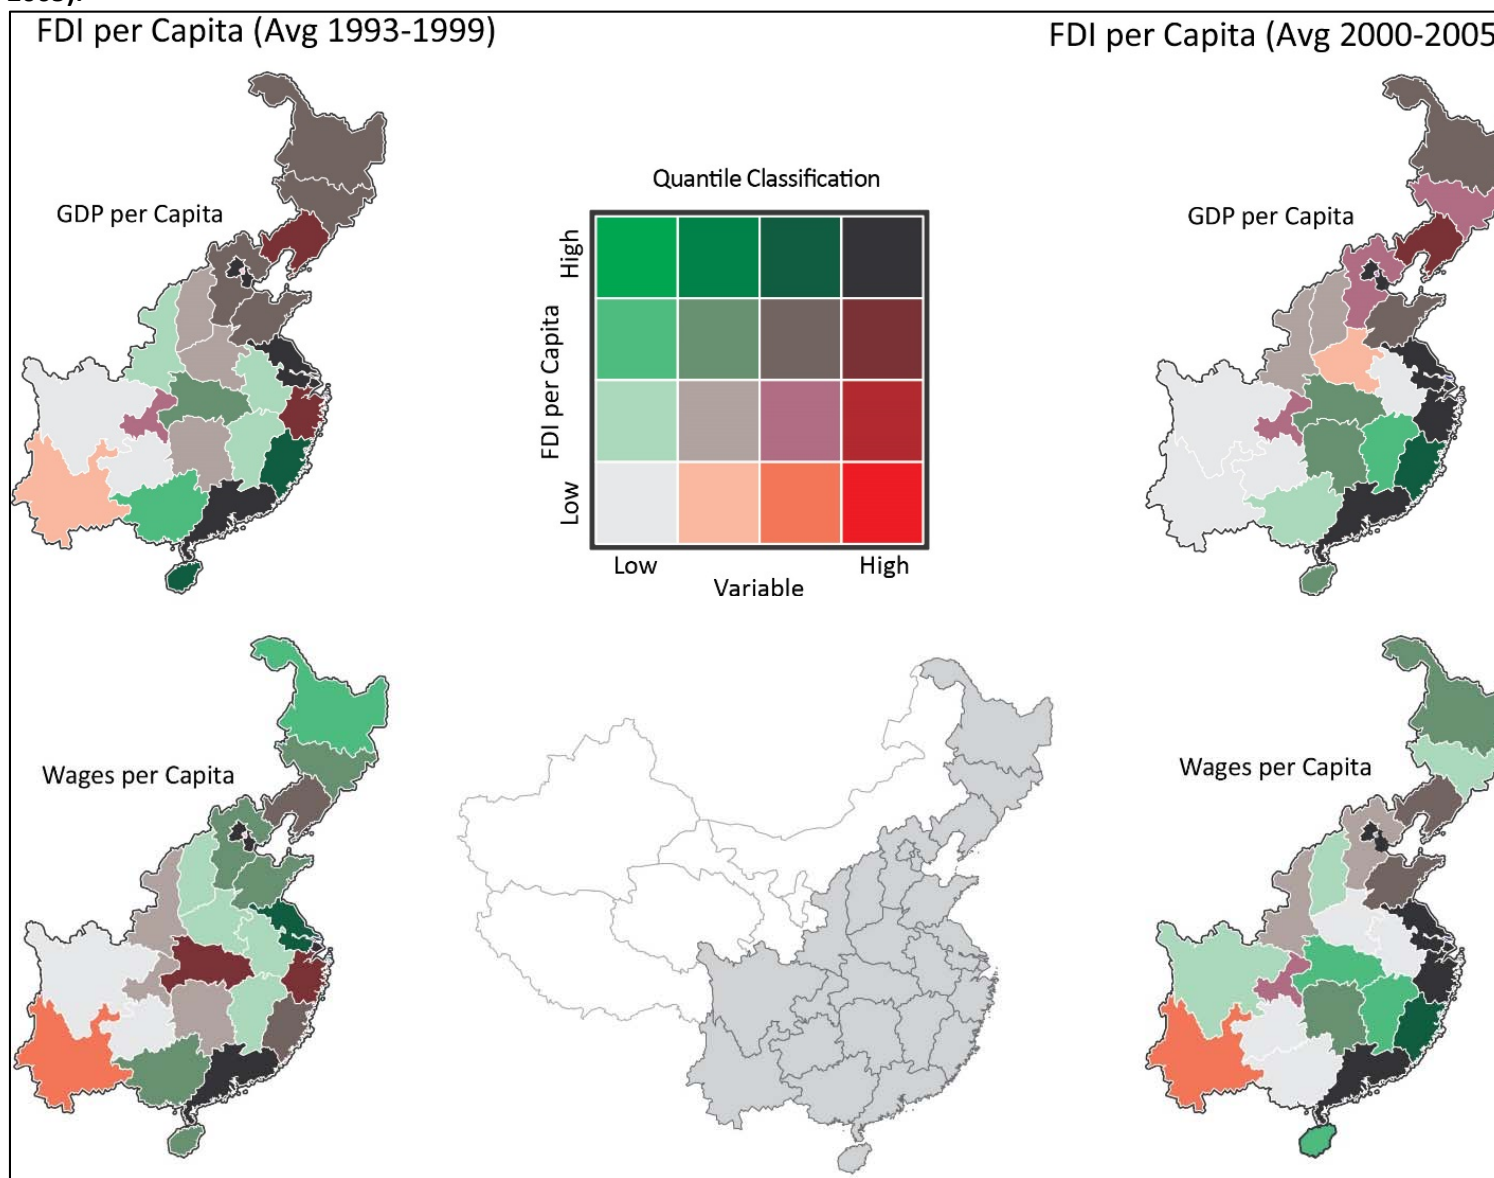 FDI per Capita (Avg 1993-1999)
FDI per Capita (Avg 2000-2005
Quantile Classification
GDP per Capita
GDP per Capita
High
FDI per Capita
Low
Low
High
Variable
Wages per Capita
Wages per Capita